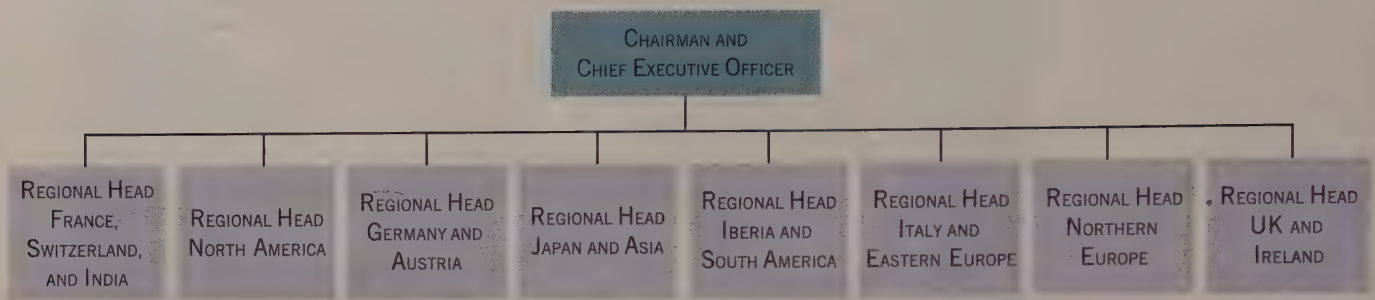 CHAIRMAN AND
CHIEF EXECUTIVE OFFICER
REGIONAL HEAD
FRANCE,
SWITZERLAND,
AND INDIA
REGIONAL HEAD
NORTH AMERICA
REGIONAL HEAD
GERMANY AND
AUSTRIA
REGIONAL HEAD
JAPAN AND ASIA
REGIONAL HEAD
IBERIA AND
SOUTH AMERICA
REGIONAL HEAD
ITALY AND
EASTERN EUROPE
REGIONAL HEAD
NORTHERN
EUROPE
REGIONAL HEAD
UK AND
IRELAND